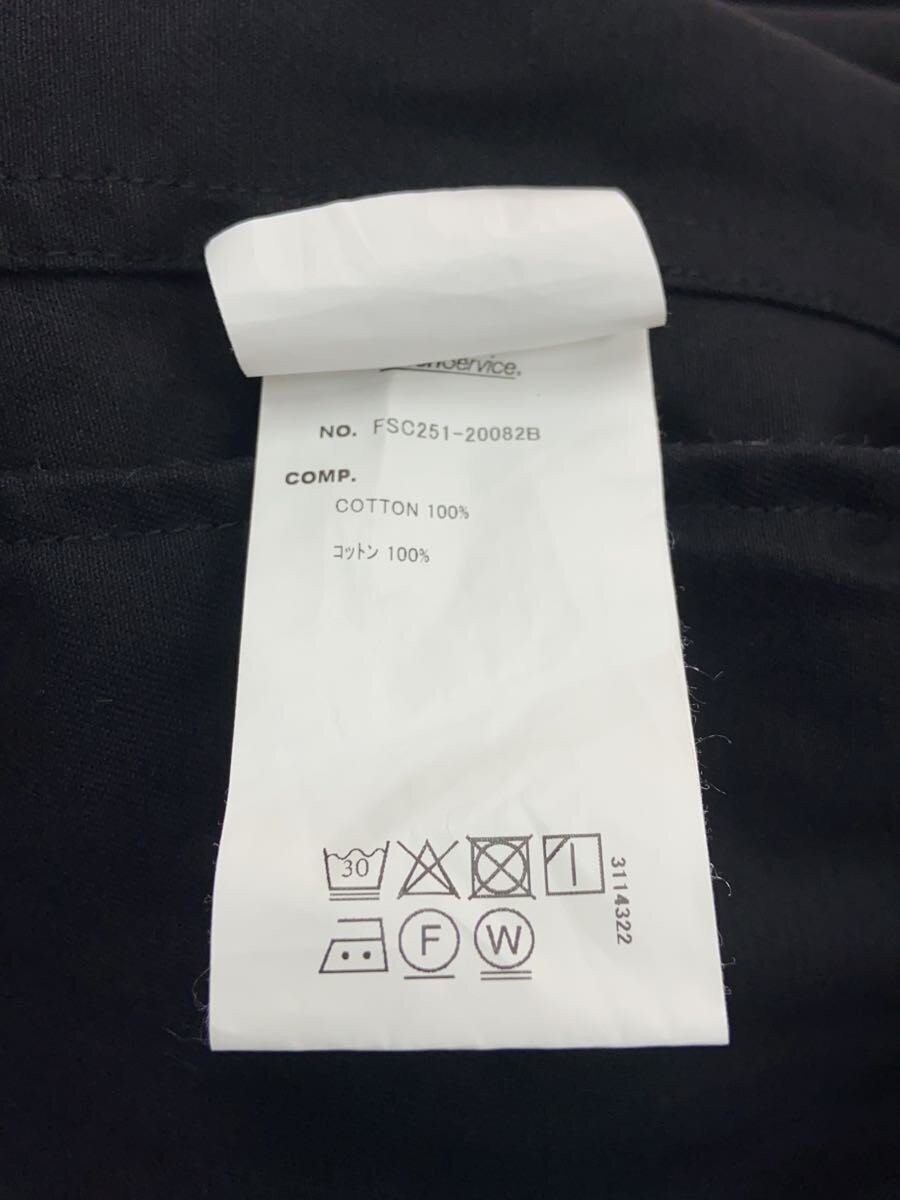 NO. FSC251-20082B
COMP.
COTTON 100%
コットン 100%
30
F W
3114322